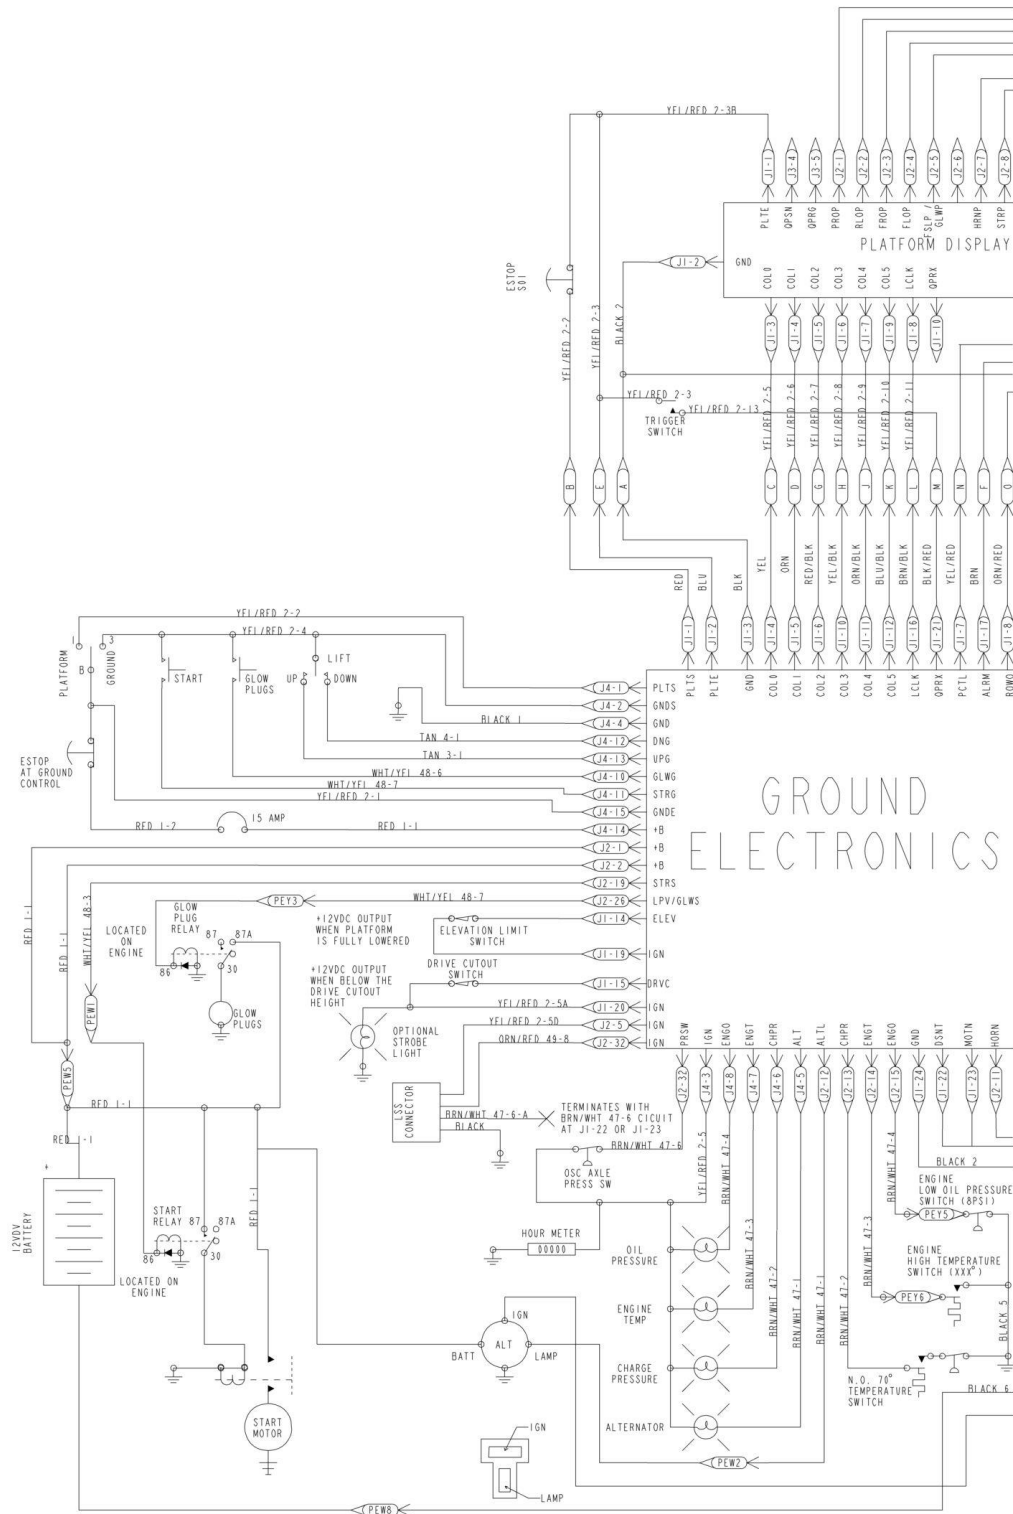 YEL/RED 2-3B
J1-1
J3-4
J3-5
J2-1
J2-2
J2-3
J2-4
J2-5
J2-6
J2-7
J2-8
PLTE
QPSN
QPRG
PROP
RLOP
FROP
FLOP
FSLP /
GLWP
HRNP
STRP
PLATFORM DISPLAY
J1-2
GND
ESTOP
SD1
COL0
COL1
COL2
COL3
COL4
COL5
LCLK
QPRX
J1-3
J1-4
J1-5
J1-6
J1-7
J1-9
J1-8
J1-10
YEL/RED 2-2
YEL/RED 2-3
BLACK 2
YEL/RED 2-3
YEL/RED 2-13
TRIGGER
SWITCH
YEL/RED 2-5
YEL/RED 2-6
YEL/RED 2-7
YEL/RED 2-8
YEL/RED 2-9
YEL/RED 2-10
YEL/RED 2-11
B
E
A
C
D
G
H
J
K
L
M
N
F
O
RED
BLU
BLK
YEL
ORN
RED/BLK
YEL/BLK
ORN/BLK
BLU/BLK
BRN/BLK
BLK/RED
YEL/RED
BRN
ORN/RED
J1-1
J1-2
J1-3
J1-4
J1-5
J1-6
J1-10
J1-11
J1-12
J1-16
J1-21
J1-7
J1-17
J1-8
PLTS
PLTE
GND
COL0
COL1
COL2
COL3
COL4
COL5
LCLK
QPRX
PCTL
ALRM
ROWO
YEL/RED 2-2
YEL/RED 2-4
1
3
B
PLATFORM
GROUND
START
GLOW
PLUGS
LIFT
UP
DOWN
J4-1 PLTS
J4-2 GNDS
BLACK 1
J4-4 GND
TAN 4-1
J4-12 DNG
TAN 3-1
J4-13 UPG
WHT/YEL 48-6
J4-10 GLWG
WHT/YEL 48-7
J4-11 STRG
YEL/RED 2-1
J4-15 GNDE
ESTOP
AT GROUND
CONTROL
RED 1-2
15 AMP
RED 1-1
J4-14 +B
J2-1 +B
J2-2 +B
J2-19 STRS
PEY3
WHT/YEL 48-7
J2-26 LPV/GLWS
GROUND
ELECTRONICS
RED 1-1
RED 1-1
WHT/YEL 48-3
GLOW
PLUG
RELAY
LOCATED
ON
ENGINE
87
87A
86
30
GLOW
PLUGS
+12VDC OUTPUT
WHEN PLATFORM
IS FULLY LOWERED
ELEVATION LIMIT
SWITCH
J1-14 ELEV
J1-19 IGN
+12VDC OUTPUT
WHEN BELOW THE
DRIVE CUTOUT
HEIGHT
DRIVE CUTOUT
SWITCH
J1-15 DRVC
YEL/RED 2-5A
J1-20 IGN
YEL/RED 2-5D
J2-5 IGN
ORN/RED 49-8
J2-32 IGN
OPTIONAL
STROBE
LIGHT
PEW1
PEW5
RED 1-1
RED 1-1
LSS
CONNECTOR
BRN/WHT 47-6-A
BLACK
TERMINATES WITH
BRN/WHT 47-6 CICUIT
AT J1-22 OR J1-23
PRSW
IGN
ENGO
ENGT
CHPR
ALT
ALTL
CHPR
ENGT
ENGO
GND
DSNT
MOTN
HORN
J2-32
J4-3
J4-8
J4-7
J4-6
J4-5
J2-12
J2-13
J2-14
J2-15
J1-24
J1-22
J1-23
J2-11
BRN/WHT 47-6
OSC AXLE
PRESS SW
YEL/RED 2-5
BRN/WHT 47-4
BRN/WHT 47-3
BRN/WHT 47-2
BRN/WHT 47-1
BRN/WHT 47-1
BRN/WHT 47-2
BRN/WHT 47-3
BRN/WHT 47-4
BLACK 2
ENGINE
LOW OIL PRESSURE
SWITCH (8PSI)
PEY5
ENGINE
HIGH TEMPERATURE
SWITCH (XXX°)
PEY6
BLACK 5
N.O. 70°
TEMPERATURE
SWITCH
BLACK 6
+
12VDV
BATTERY
START
RELAY
87
87A
86
30
LOCATED ON
ENGINE
RED 1-1
HOUR METER
00000
OIL
PRESSURE
ENGINE
TEMP
CHARGE
PRESSURE
ALTERNATOR
IGN
ALT
BATT
LAMP
START
MOTOR
IGN
LAMP
PEW2
PEW8